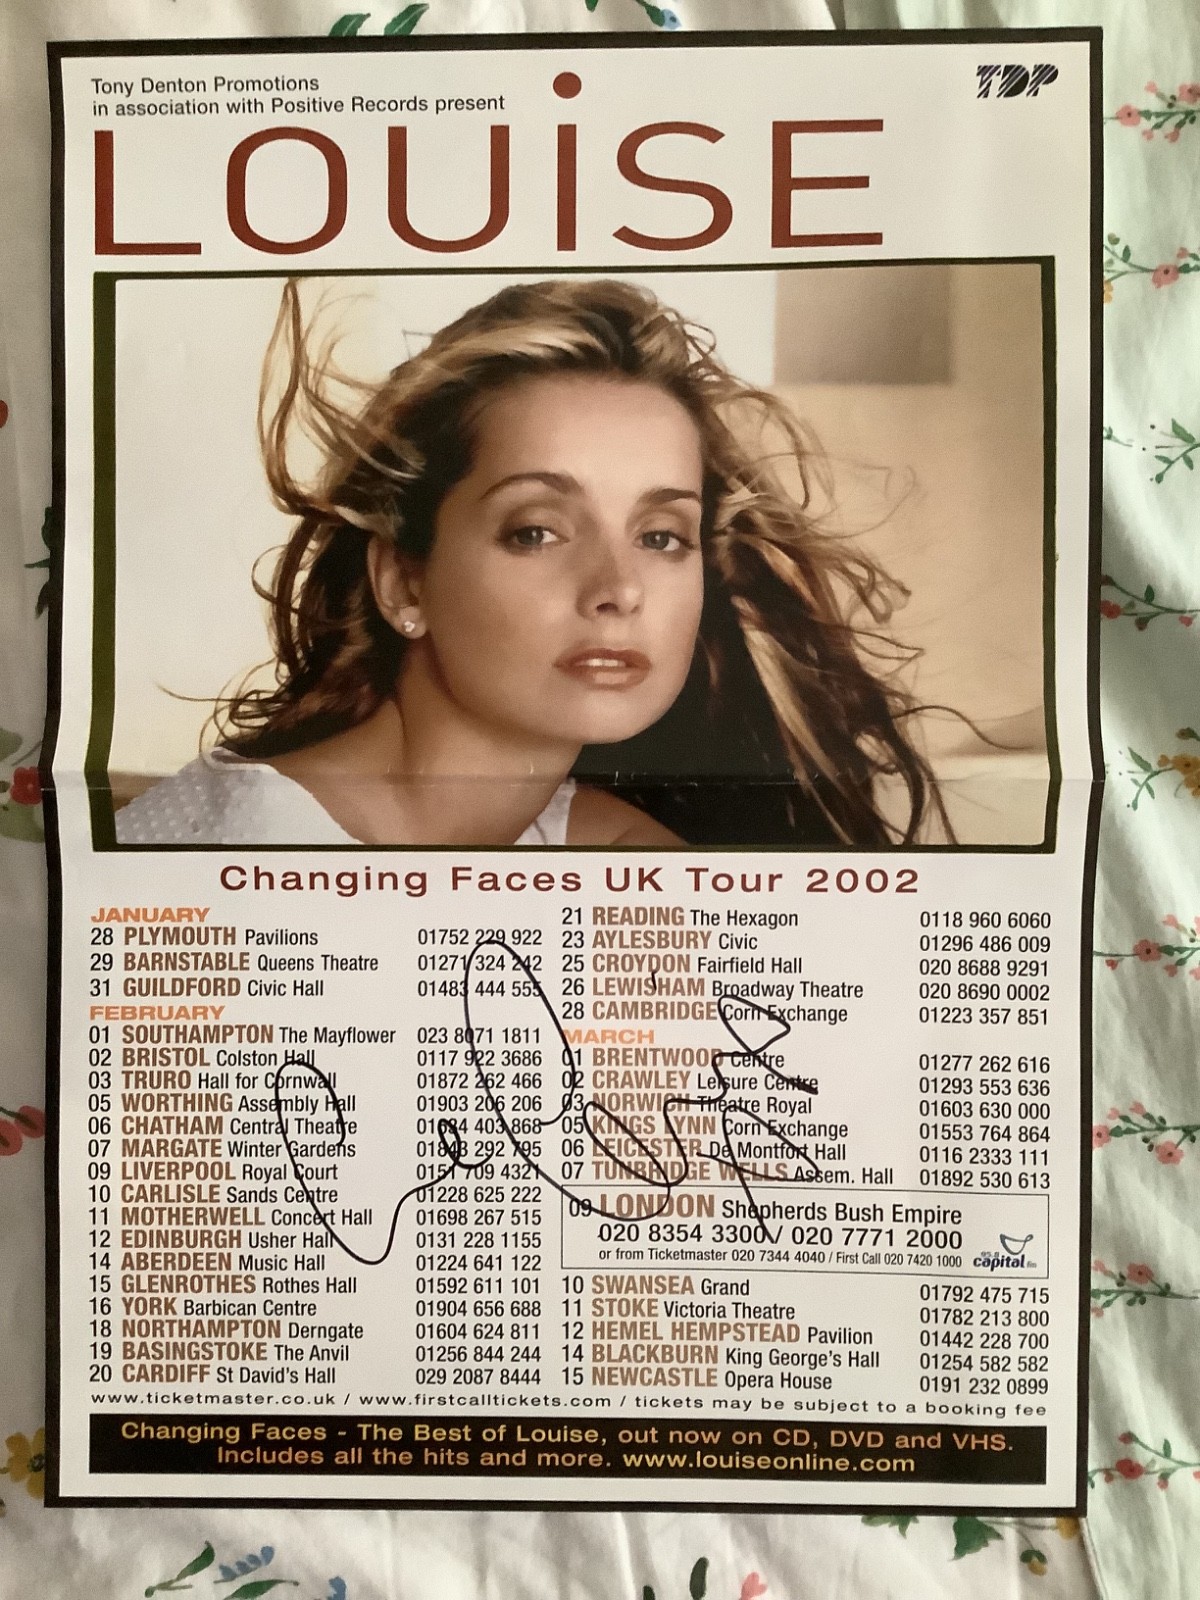 Tony Denton Promotions
in association with Positive Records present
TDP
LOUiSE
Changing Faces UK Tour 2002
JANUARY
28 PLYMOUTH Pavilions 01752 229 922
29 BARNSTABLE Queens Theatre 01271 324 242
31 GUILDFORD Civic Hall 01483 444 555
FEBRUARY
01 SOUTHAMPTON The Mayflower 023 8071 1811
02 BRISTOL Colston Hall 0117 922 3686
03 TRURO Hall for Cornwall 01872 262 466
05 WORTHING Assembly Hall 01903 206 206
06 CHATHAM Central Theatre 01634 403 868
07 MARGATE Winter Gardens 01843 292 795
09 LIVERPOOL Royal Court 0151 709 4321
10 CARLISLE Sands Centre 01228 625 222
11 MOTHERWELL Concert Hall 01698 267 515
12 EDINBURGH Usher Hall 0131 228 1155
14 ABERDEEN Music Hall 01224 641 122
15 GLENROTHES Rothes Hall 01592 611 101
16 YORK Barbican Centre 01904 656 688
18 NORTHAMPTON Derngate 01604 624 811
19 BASINGSTOKE The Anvil 01256 844 244
20 CARDIFF St David's Hall 029 2087 8444
21 READING The Hexagon 0118 960 6060
23 AYLESBURY Civic 01296 486 009
25 CROYDON Fairfield Hall 020 8688 9291
26 LEWISHAM Broadway Theatre 020 8690 0002
28 CAMBRIDGE Corn Exchange 01223 357 851
MARCH
01 BRENTWOOD Centre 01277 262 616
02 CRAWLEY Leisure Centre 01293 553 636
03 NORWICH Theatre Royal 01603 630 000
05 KINGS LYNN Corn Exchange 01553 764 864
06 LEICESTER De Montfort Hall 0116 2333 111
07 TUNBRIDGE WELLS Assem. Hall 01892 530 613
09 LONDON Shepherds Bush Empire
020 8354 3300 / 020 7771 2000
or from Ticketmaster 020 7344 4040 / First Call 020 7420 1000
95.8 capital fm
10 SWANSEA Grand 01792 475 715
11 STOKE Victoria Theatre 01782 213 800
12 HEMEL HEMPSTEAD Pavilion 01442 228 700
14 BLACKBURN King George's Hall 01254 582 582
15 NEWCASTLE Opera House 0191 232 0899
www.ticketmaster.co.uk / www.firstcalltickets.com / tickets may be subject to a booking fee
Changing Faces - The Best of Louise, out now on CD, DVD and VHS.
Includes all the hits and more. www.louiseonline.com